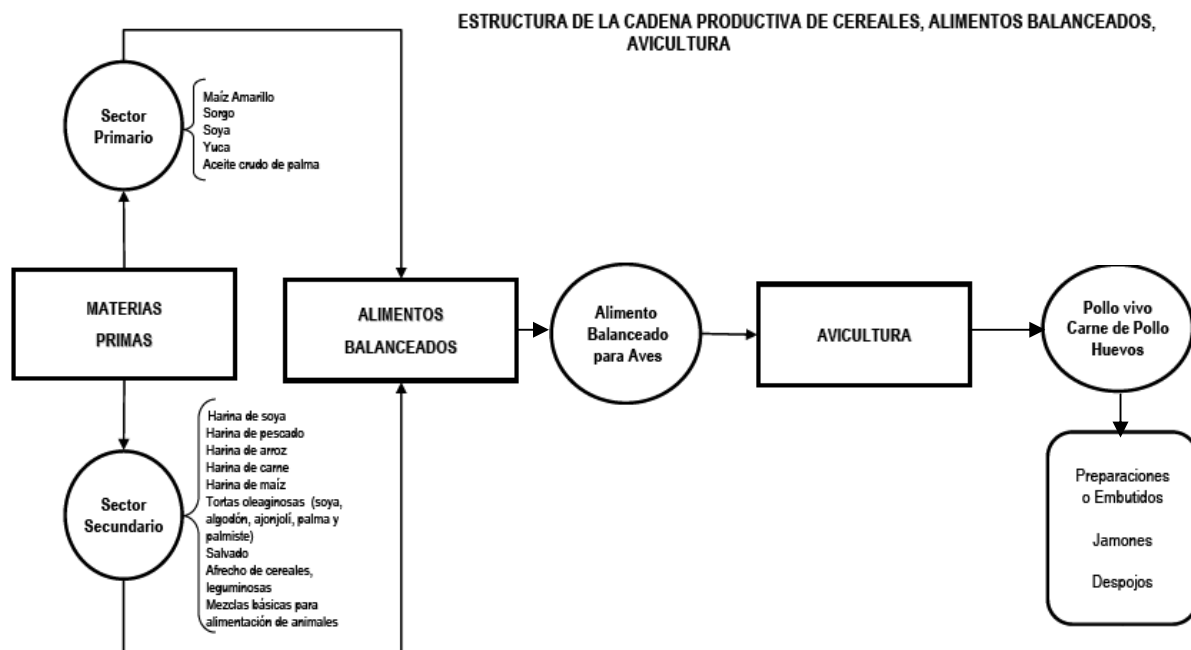 ESTRUCTURA DE LA CADENA PRODUCTIVA DE CEREALES, ALIMENTOS BALANCEADOS,
AVICULTURA
Sector
Primario
Maíz Amarillo
Sorgo
Soya
Yuca
Aceite crudo de palma
MATERIAS
PRIMAS
ALIMENTOS
BALANCEADOS
Alimento
Balanceado
para Aves
AVICULTURA
Pollo vivo
Carne de Pollo
Huevos
Sector
Secundario
Harina de soya
Harina de pescado
Harina de arroz
Harina de carne
Harina de maíz
Tortas oleaginosas (soya,
algodón, ajonjolí, palma y
palmiste)
Salvado
Afrecho de cereales,
leguminosas
Mezclas básicas para
alimentación de animales
Preparaciones
o Embutidos
Jamones
Despojos